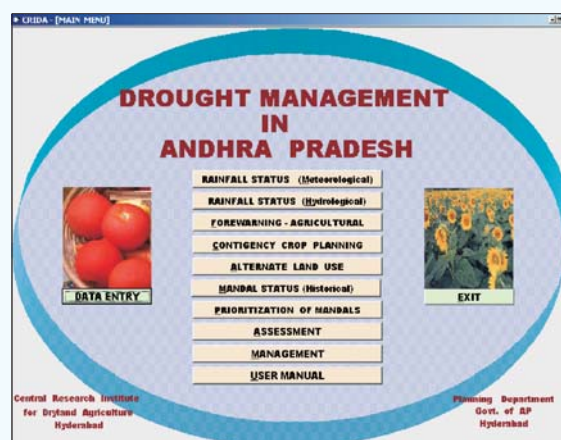 CRIDA - [MAIN MENU]
DROUGHT MANAGEMENT
IN
ANDHRA PRADESH
RAINFALL STATUS (Meteorological)
RAINFALL STATUS (Hydrological)
FOREWARNING - AGRICULTURAL
CONTIGENCY CROP PLANNING
ALTERNATE LAND USE
MANDAL STATUS (Historical)
PRIORITIZATION OF MANDALS
ASSESSMENT
MANAGEMENT
USER MANUAL
DATA ENTRY
EXIT
Central Research Institute
for Dryland Agriculture
Hyderabad
Planning Department
Govt. of AP
Hyderabad